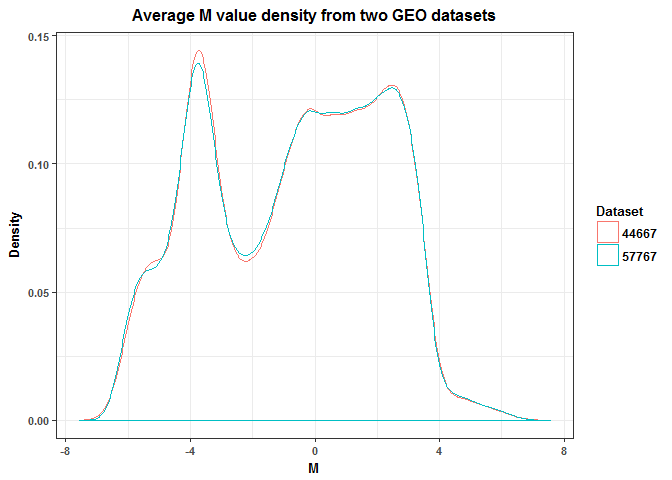 Average M value density from two GEO datasets
0.15
0.10
0.05
0.00
Density
-8
-4
0
4
8
M
Dataset
44667
57767